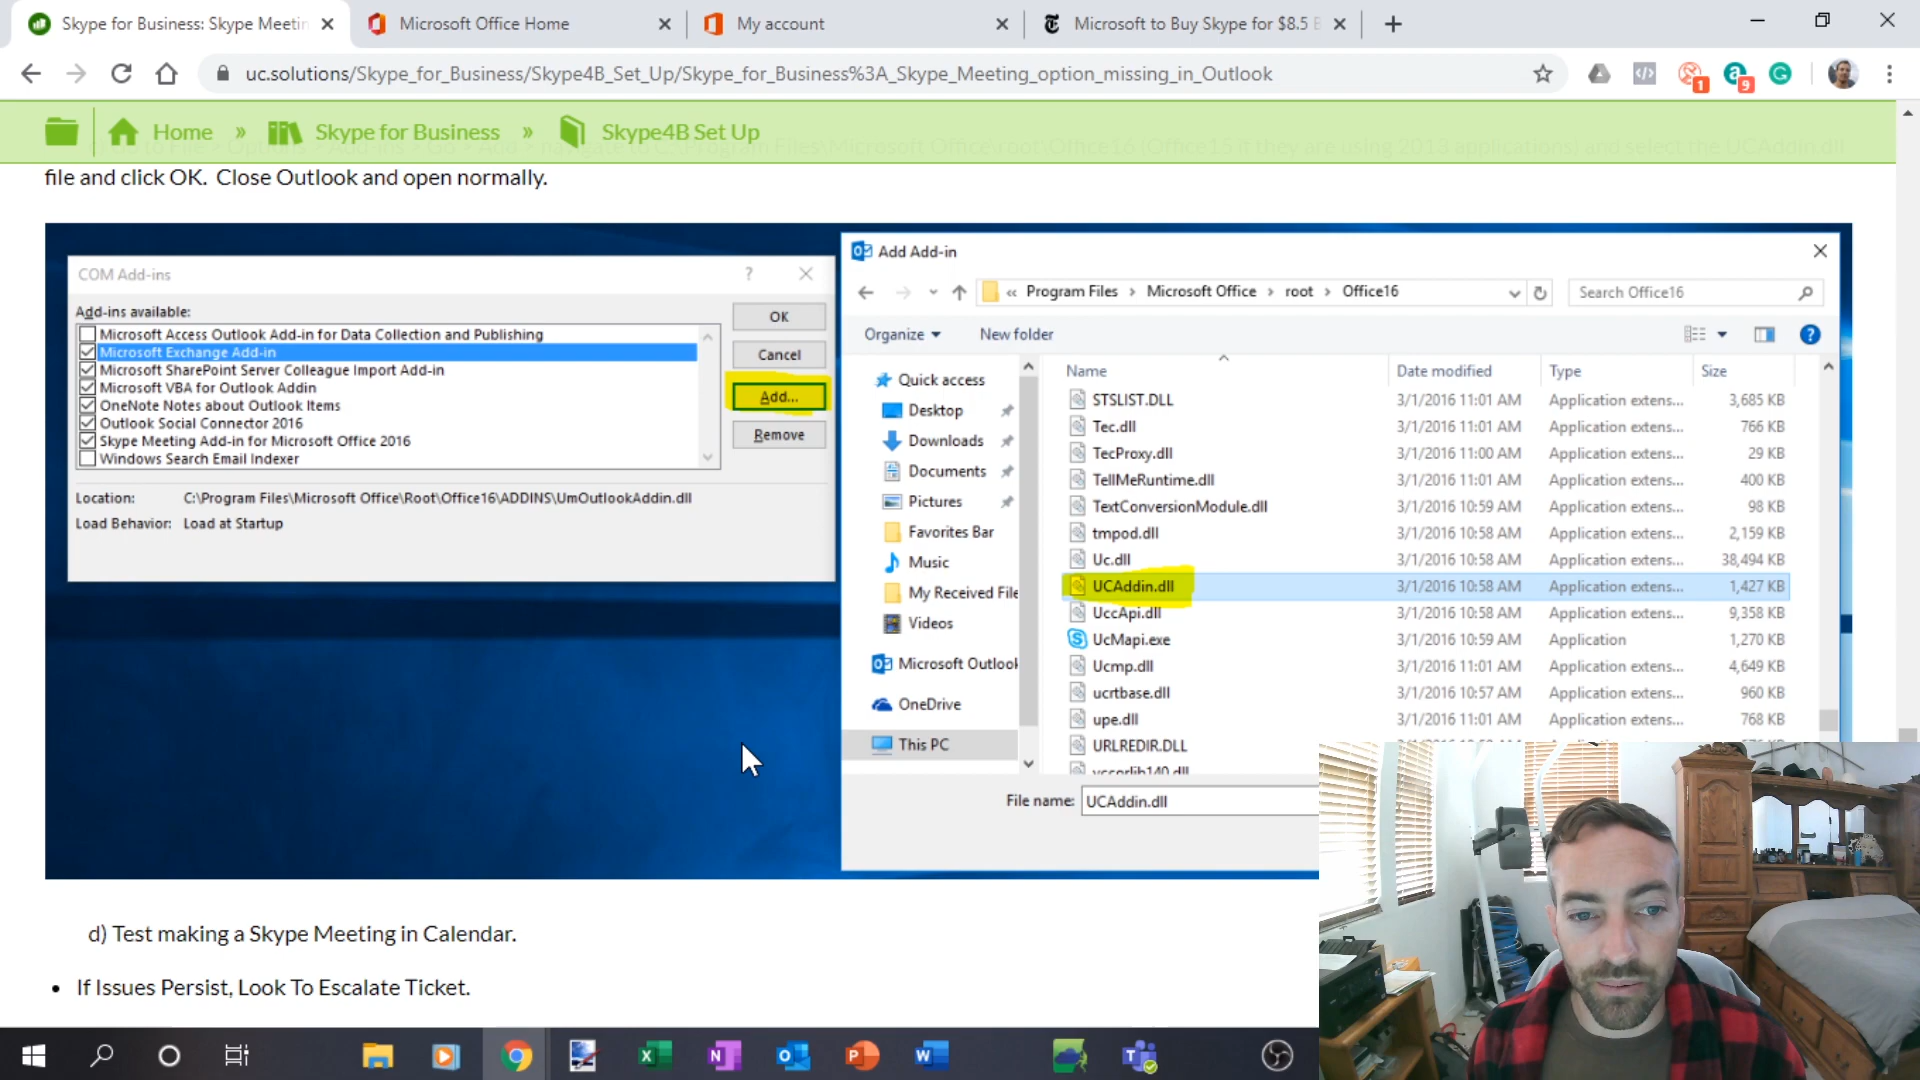 Skype for Business: Skype Meetin
Microsoft Office Home
My account
Microsoft to Buy Skype for $8.5 B
uc.solutions/Skype_for_Business/Skype4B_Set_Up/Skype_for_Business%3A_Skype_Meeting_option_missing_in_Outlook
1
9
Home » Skype for Business » Skype4B Set Up
file and click OK. Close Outlook and open normally.
COM Add-ins
?
Add-ins available:
Microsoft Access Outlook Add-in for Data Collection and Publishing
Microsoft Exchange Add-in
Microsoft SharePoint Server Colleague Import Add-in
Microsoft VBA for Outlook Addin
OneNote Notes about Outlook Items
Outlook Social Connector 2016
Skype Meeting Add-in for Microsoft Office 2016
Windows Search Email Indexer
OK
Cancel
Add...
Remove
Location: C:\Program Files\Microsoft Office\Root\Office16\ADDINS\UmOutlookAddin.dll
Load Behavior: Load at Startup
Add Add-in
« Program Files > Microsoft Office > root > Office16
Search Office16
Organize
New folder
Quick access
Desktop
Downloads
Documents
Pictures
Favorites Bar
Music
My Received File
Videos
Microsoft Outlook
OneDrive
This PC
Name Date modified Type Size
STSLIST.DLL 3/1/2016 11:01 AM Application extens... 3,685 KB
Tec.dll 3/1/2016 11:01 AM Application extens... 766 KB
TecProxy.dll 3/1/2016 11:00 AM Application extens... 29 KB
TellMeRuntime.dll 3/1/2016 11:01 AM Application extens... 400 KB
TextConversionModule.dll 3/1/2016 10:59 AM Application extens... 98 KB
tmpod.dll 3/1/2016 10:58 AM Application extens... 2,159 KB
Uc.dll 3/1/2016 10:58 AM Application extens... 38,494 KB
UCAddin.dll 3/1/2016 10:58 AM Application extens... 1,427 KB
UccApi.dll 3/1/2016 10:58 AM Application extens... 9,358 KB
UcMapi.exe 3/1/2016 10:59 AM Application 1,270 KB
Ucmp.dll 3/1/2016 11:01 AM Application extens... 4,649 KB
ucrtbase.dll 3/1/2016 10:57 AM Application extens... 960 KB
upe.dll 3/1/2016 11:01 AM Application extens... 768 KB
URLREDIR.DLL
File name: UCAddin.dll
d) Test making a Skype Meeting in Calendar.
• If Issues Persist, Look To Escalate Ticket.